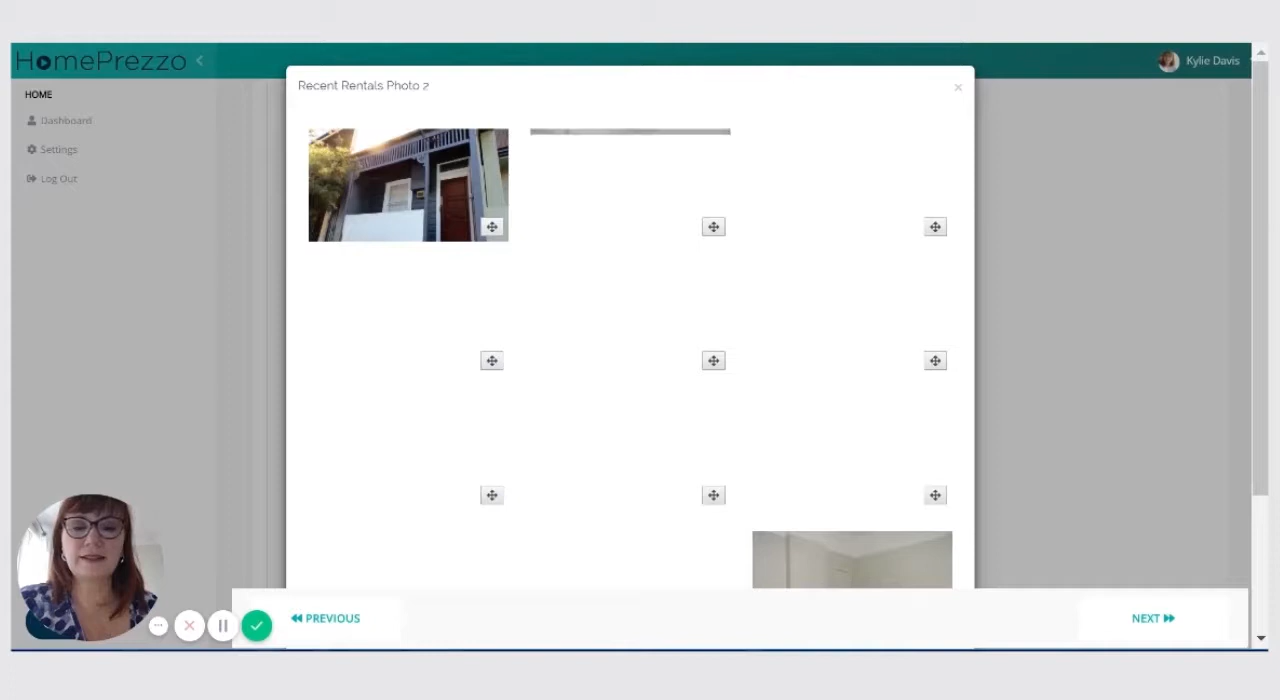 HomePrezzo
Kylie Davis
Recent Rentals Photo 2
HOME
Dashboard
Settings
Log Out
PREVIOUS
NEXT